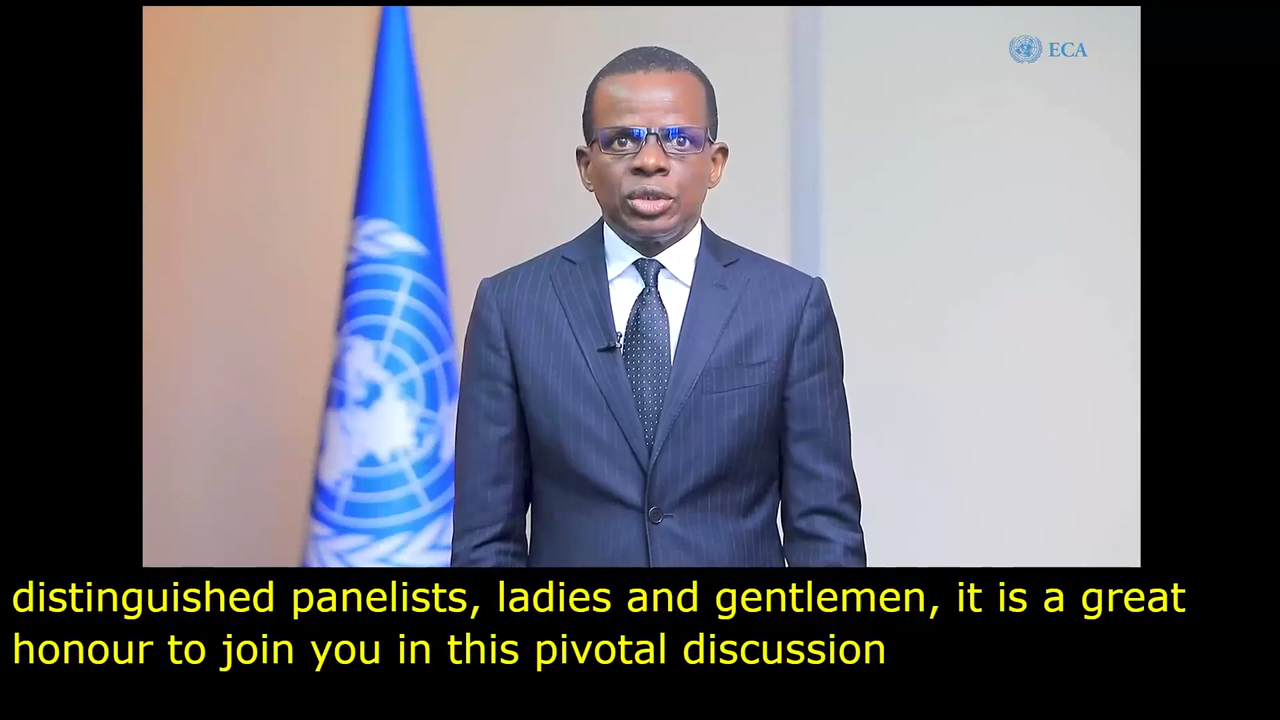 ECA
distinguished panelists, ladies and gentlemen, it is a great
honour to join you in this pivotal discussion